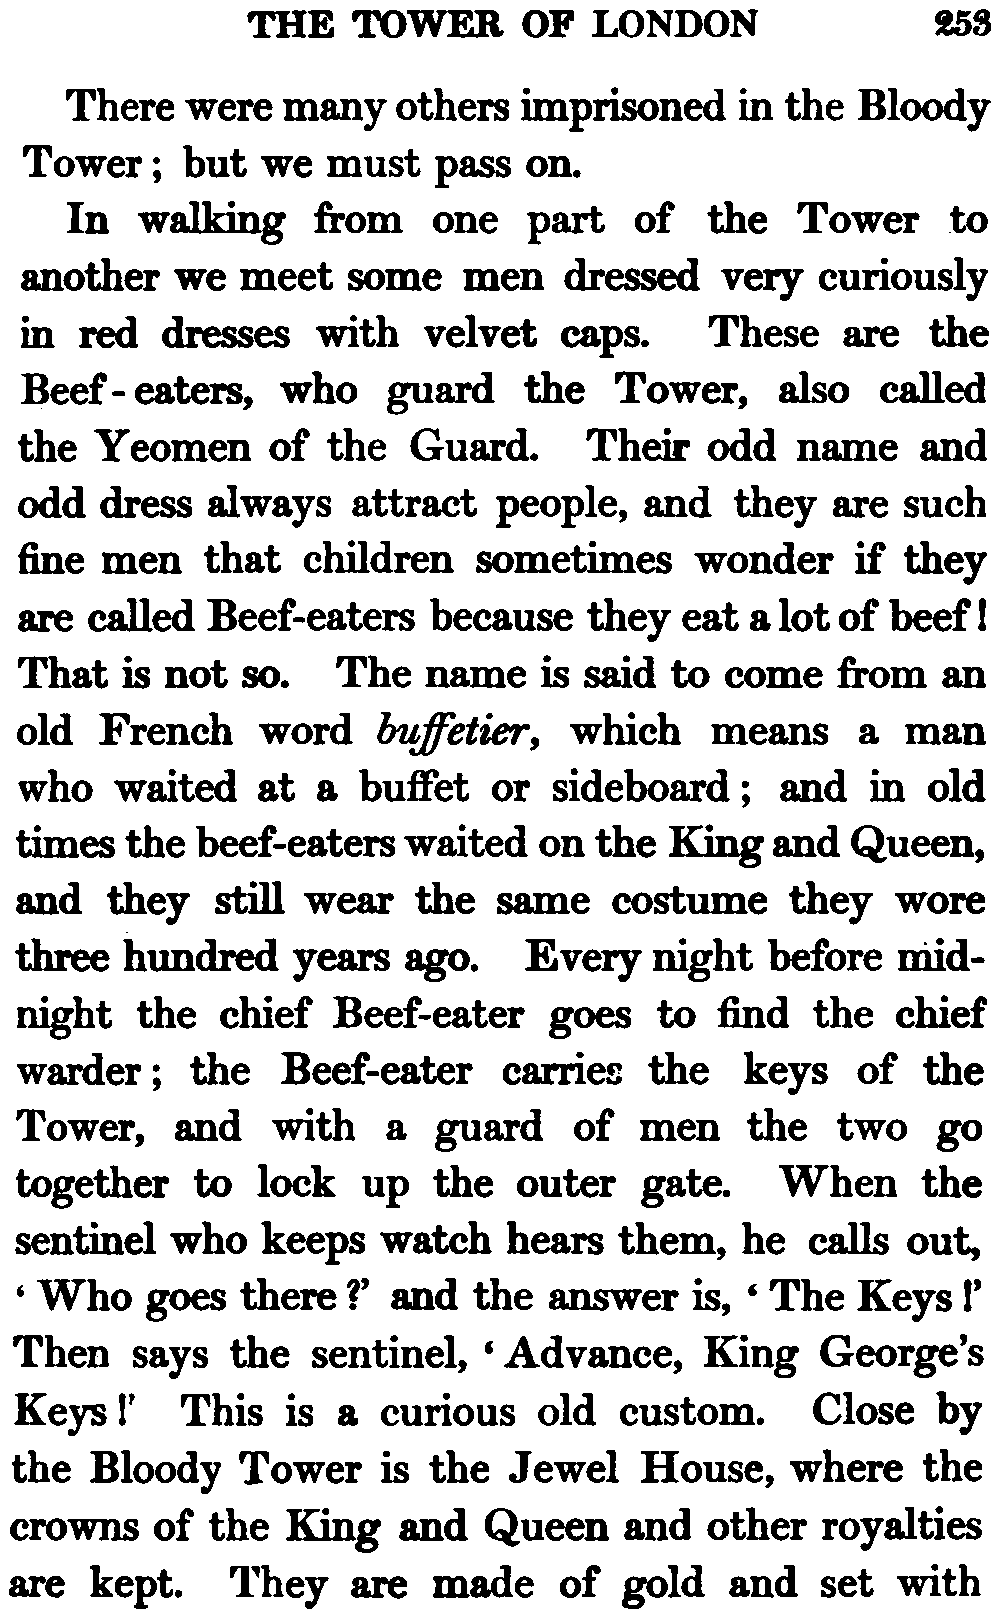 THE TOWER OF LONDON 253
There were many others imprisoned in the Bloody
Tower; but we must pass on.
In walking from one part of the Tower to
another we meet some men dressed very curiously
in red dresses with velvet caps. These are the
Beef-eaters, who guard the Tower, also called
the Yeomen of the Guard. Their odd name and
odd dress always attract people, and they are such
fine men that children sometimes wonder if they
are called Beef-eaters because they eat a lot of beef!
That is not so. The name is said to come from an
old French word buffetier, which means a man
who waited at a buffet or sideboard; and in old
times the beef-eaters waited on the King and Queen,
and they still wear the same costume they wore
three hundred years ago. Every night before mid-
night the chief Beef-eater goes to find the chief
warder; the Beef-eater carries the keys of the
Tower, and with a guard of men the two go
together to lock up the outer gate. When the
sentinel who keeps watch hears them, he calls out,
‘Who goes there?’ and the answer is, ‘The Keys!’
Then says the sentinel, ‘Advance, King George's
Keys!’ This is a curious old custom. Close by
the Bloody Tower is the Jewel House, where the
crowns of the King and Queen and other royalties
are kept. They are made of gold and set with